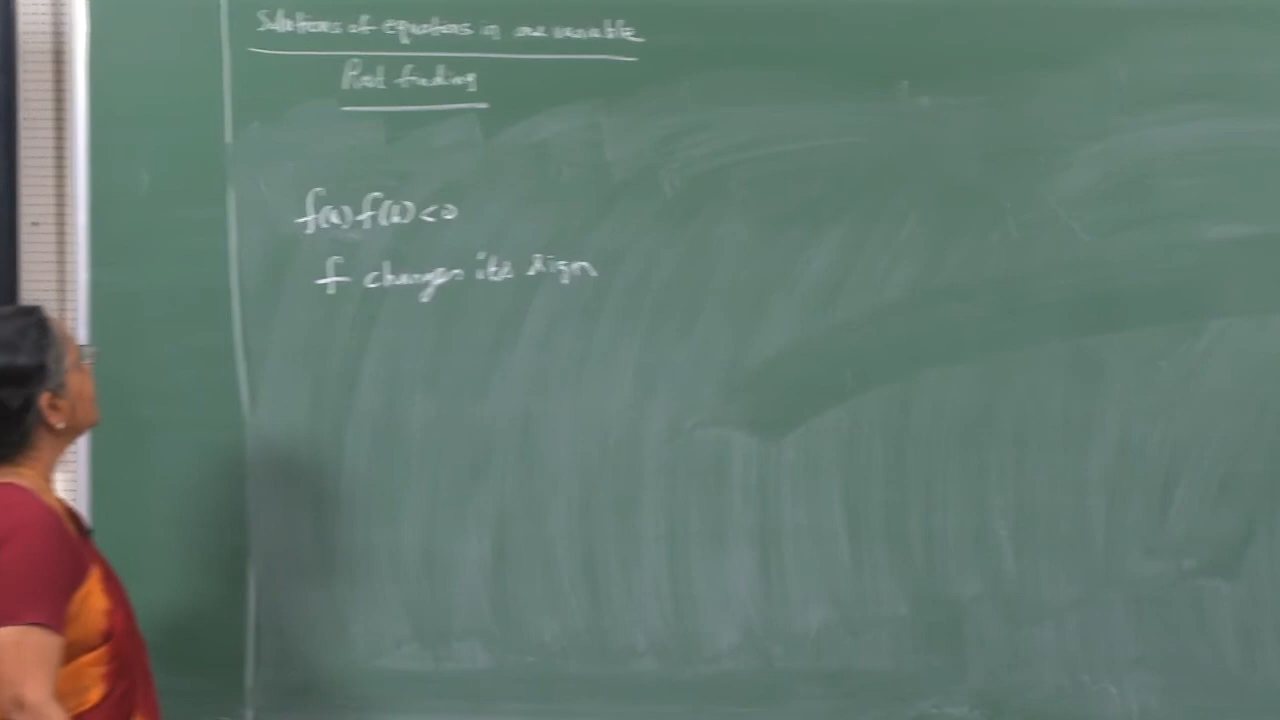 Solutions of equations in one variable
Root finding
f(a) f(b) < 0
f changes its sign